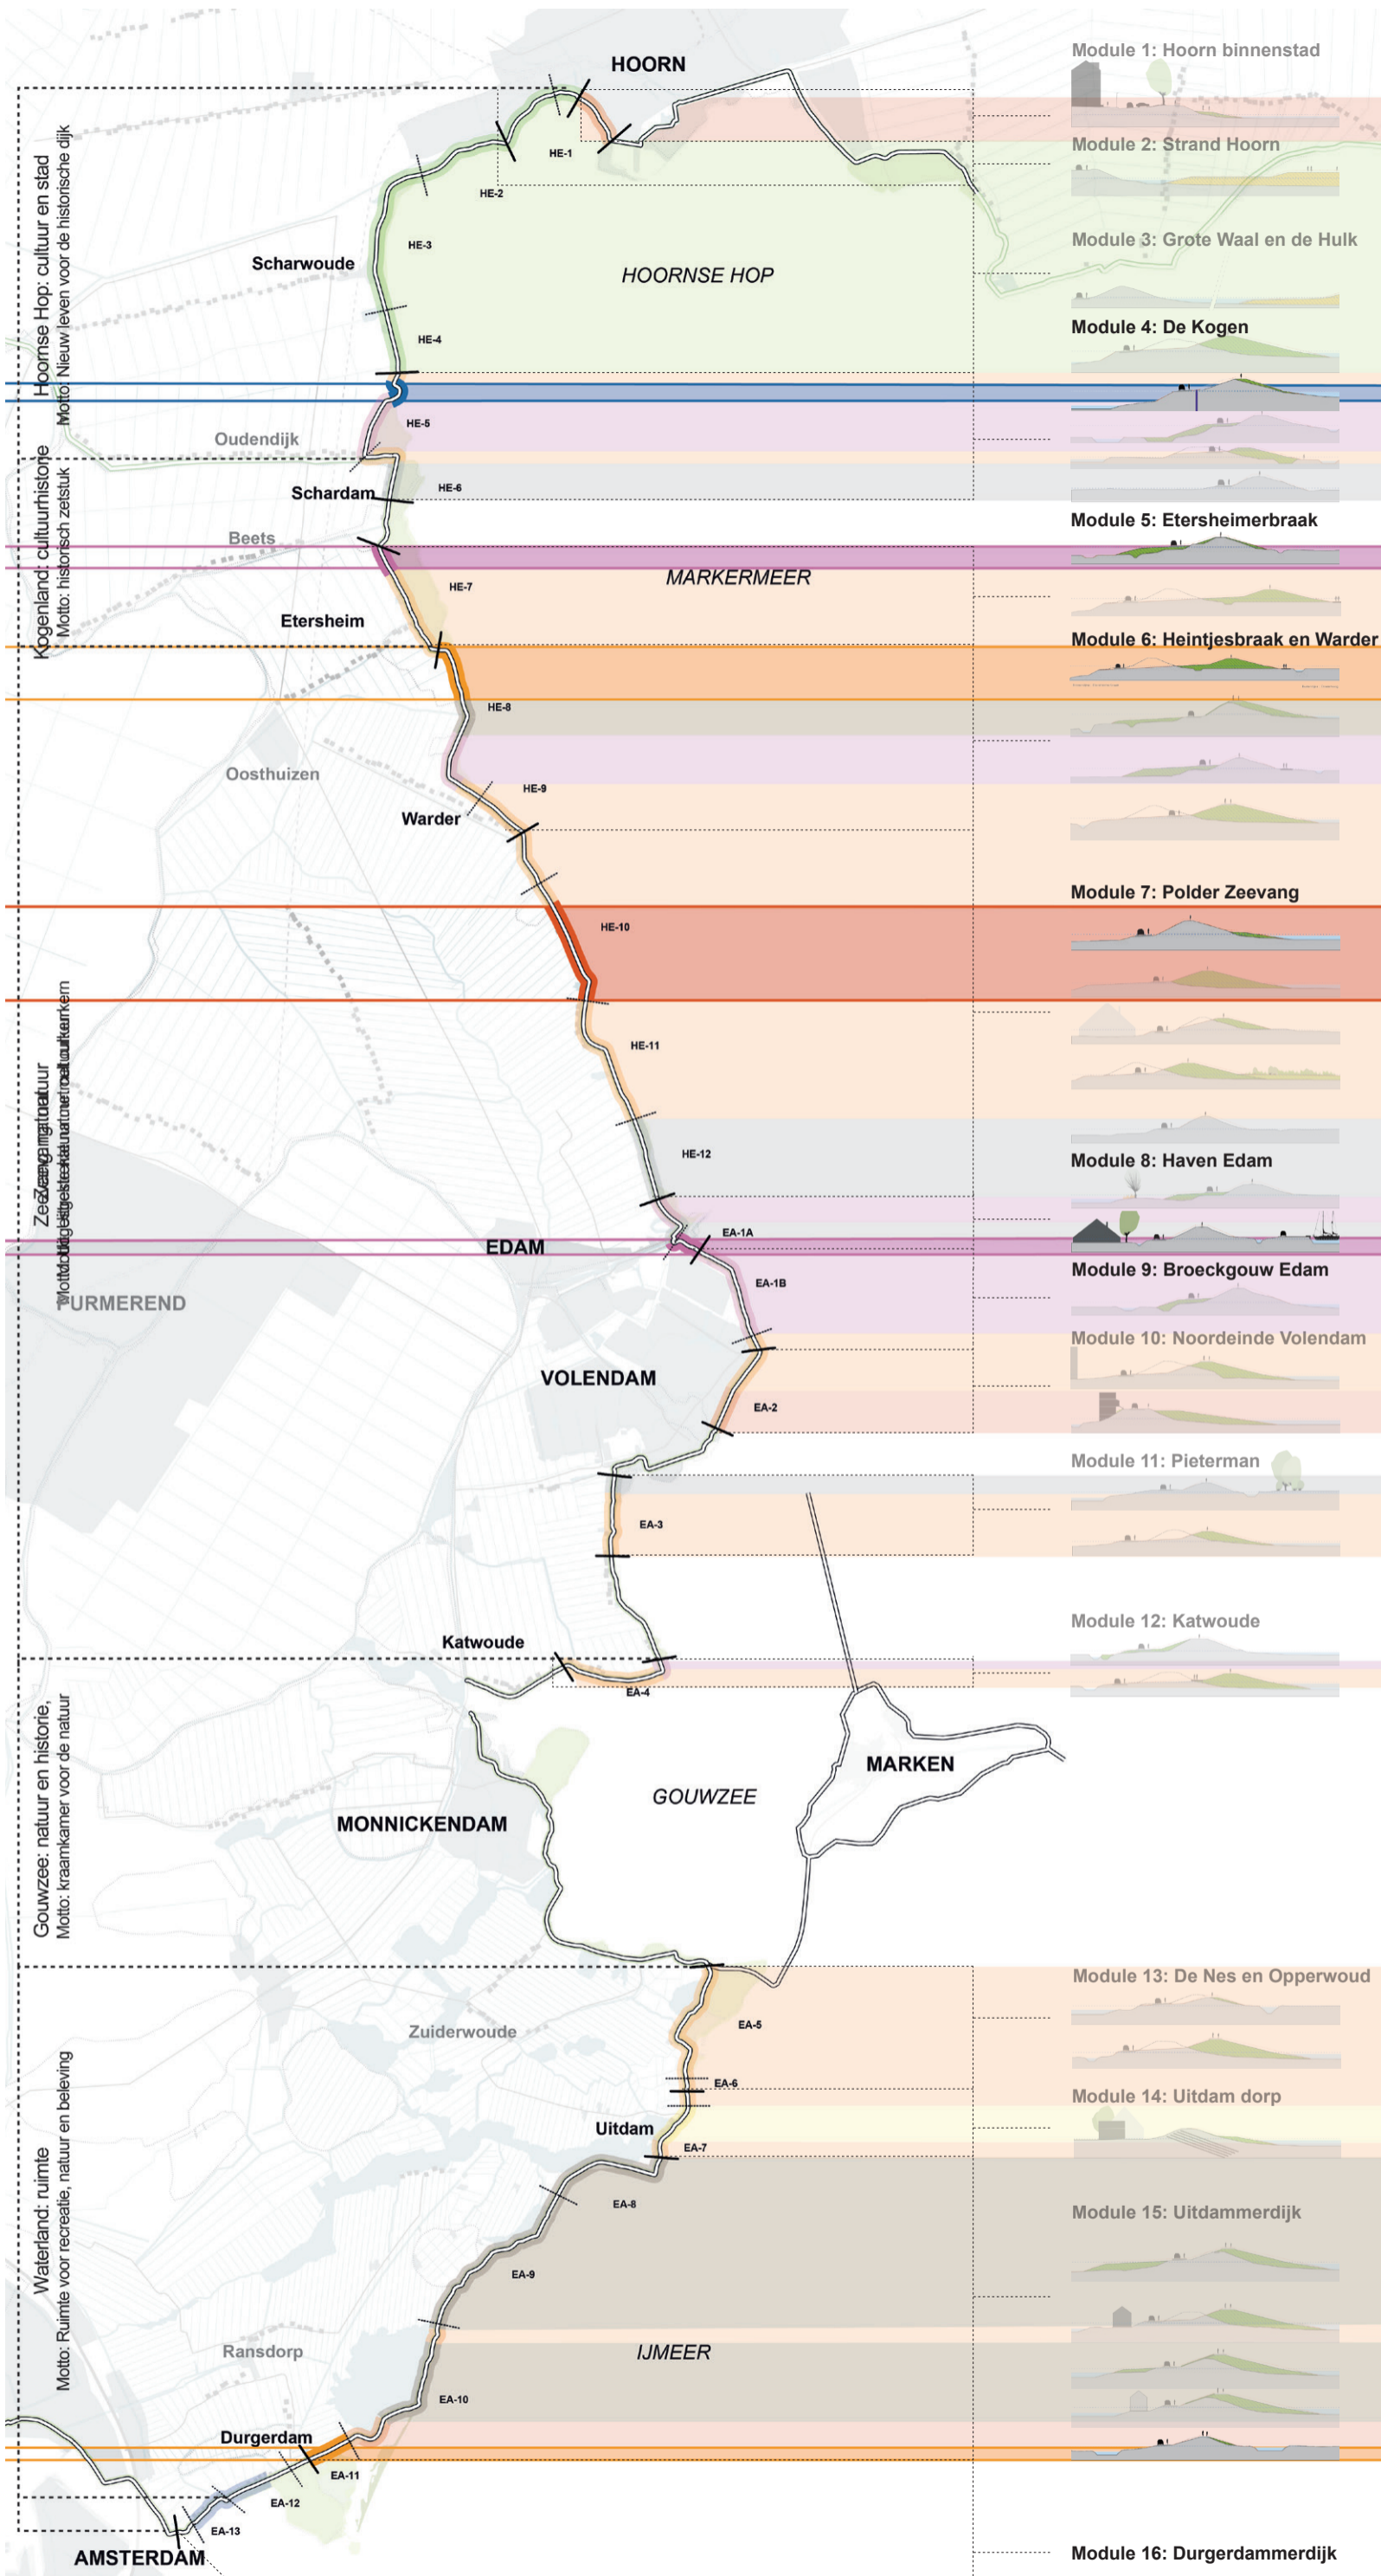 HOORN
Module 1: Hoorn binnenstad
HE-1
Module 2: Strand Hoorn
HE-2
Module 3: Grote Waal en de Hulk
HE-3
Scharwoude
HOORNSE HOP
Module 4: De Kogen
HE-4
Hoornse Hop: cultuur en stad
Motto: Nieuw leven voor de historische dijk
HE-5
Oudendijk
HE-6
Schardam
Module 5: Etersheimerbraak
Beets
MARKERMEER
HE-7
Kogenland: cultuurhistorie
Motto: historisch zetstuk
Etersheim
Module 6: Heintjesbraak en Warder
HE-8
Oosthuizen
HE-9
Warder
Module 7: Polder Zeevang
HE-10
HE-11
HE-12
Module 8: Haven Edam
EA-1A
EDAM
Module 9: Broeckgouw Edam
EA-1B
PURMEREND
Module 10: Noordeinde Volendam
VOLENDAM
EA-2
Module 11: Pieterman
EA-3
Module 12: Katwoude
Katwoude
EA-4
MARKEN
GOUWZEE
MONNICKENDAM
Gouwzee: natuur en historie,
Motto: kraamkamer voor de natuur
Module 13: De Nes en Opperwoud
EA-5
Zuiderwoude
EA-6
Module 14: Uitdam dorp
Uitdam
EA-7
EA-8
Module 15: Uitdammerdijk
Waterland: ruimte
Motto: Ruimte voor recreatie, natuur en beleving
EA-9
Ransdorp
IJMEER
EA-10
Durgerdam
EA-11
EA-12
EA-13
AMSTERDAM
Module 16: Durgerdammerdijk